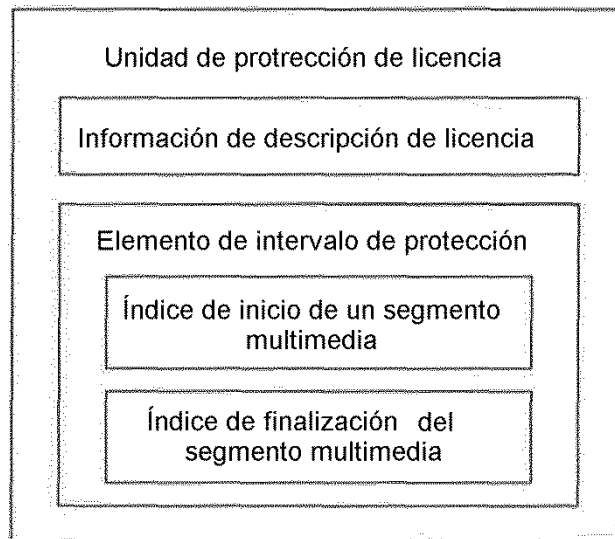 Unidad de protrección de licencia
Información de descripción de licencia
Elemento de intervalo de protección
Índice de inicio de un segmento
multimedia
Índice de finalización del
segmento multimedia